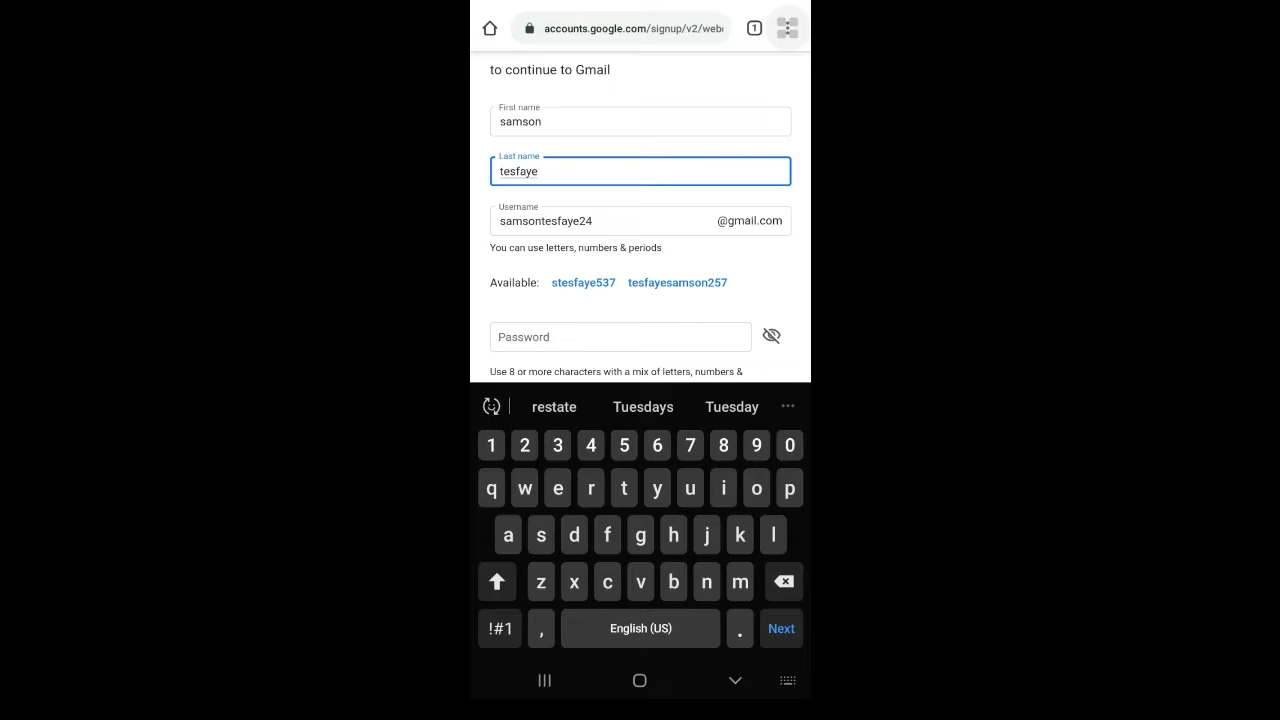 accounts.google.com/signup/v2/web
1
to continue to Gmail
First name
samson
Last name
tesfaye
Username
samsontesfaye24 @gmail.com
You can use letters, numbers & periods
Available: stesfaye537 tesfayesamson257
Password
Use 8 or more characters with a mix of letters, numbers &
restate Tuesdays Tuesday ...
1 2 3 4 5 6 7 8 9 0
q w e r t y u i o p
a s d f g h j k l
z x c v b n m
!#1 , English (US) . Next